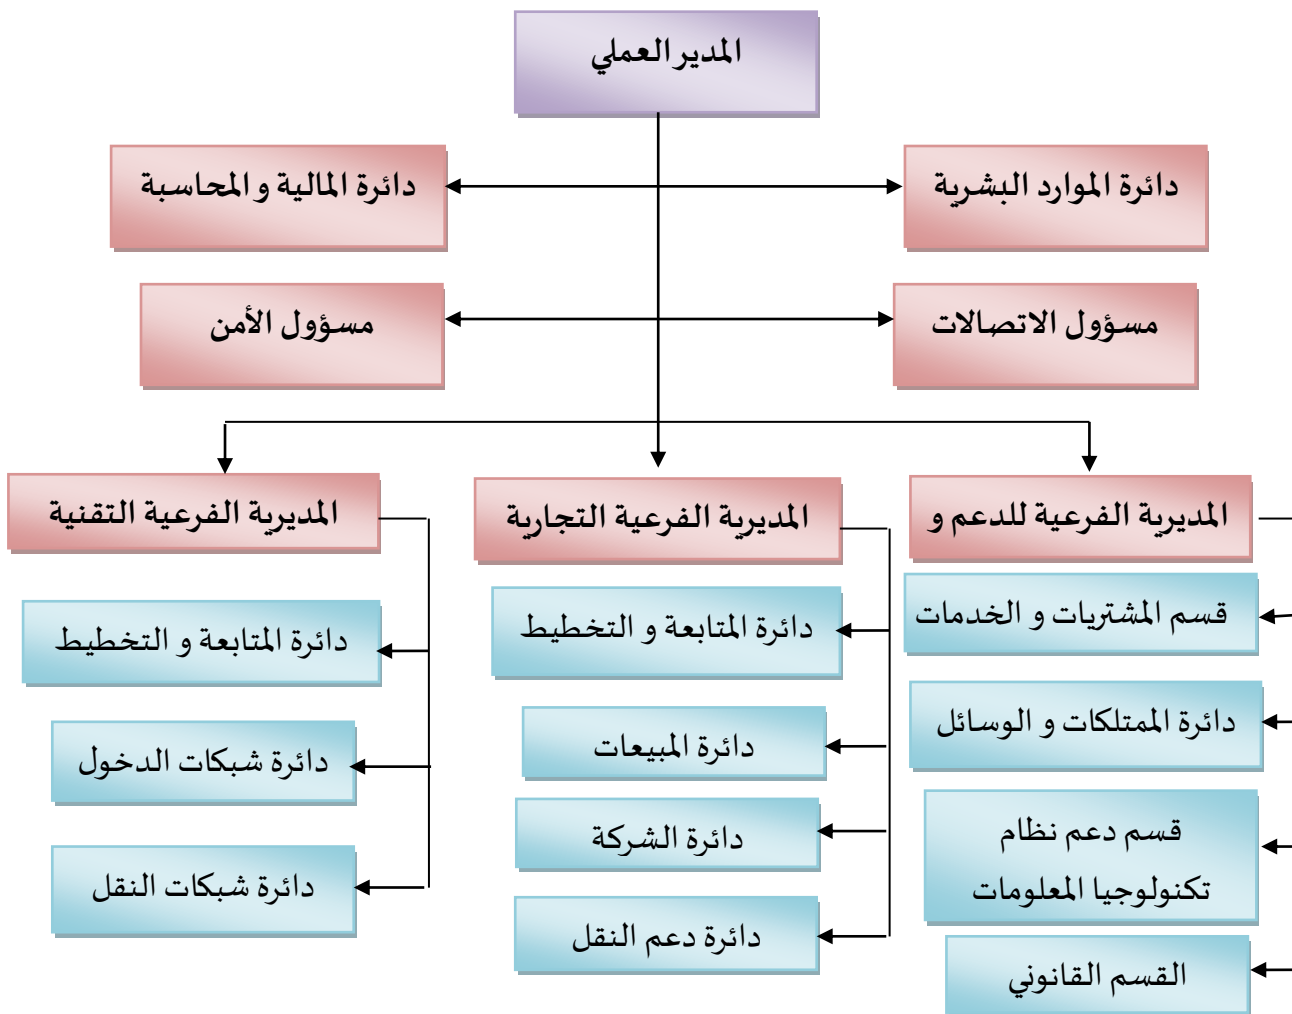 المدير العملي
دائرة الموارد البشرية
دائرة المالية و المحاسبة
مسؤول الاتصالات
مسؤول الأمن
المديرية الفرعية للدعم و
المديرية الفرعية التجارية
المديرية الفرعية التقنية
قسم المشتريات و الخدمات
دائرة الممتلكات و الوسائل
قسم دعم نظام
تكنولوجيا المعلومات
القسم القانوني
دائرة المتابعة و التخطيط
دائرة المبيعات
دائرة الشركة
دائرة دعم النقل
دائرة المتابعة و التخطيط
دائرة شبكات الدخول
دائرة شبكات النقل